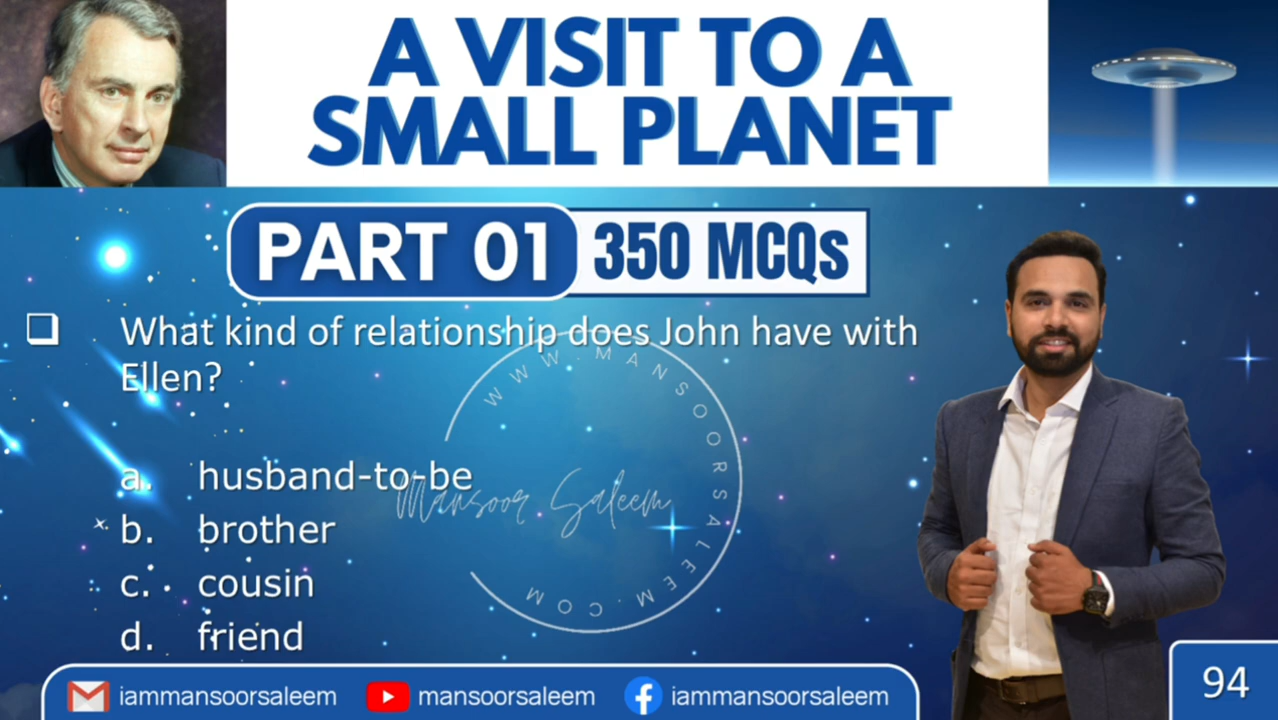 A VISIT TO A
SMALL PLANET
PART 01
350 MCQs
What kind of relationship does John have with
Ellen?
a. husband-to-be
b. brother
c. cousin
d. friend
WWW.MANSOORSALEEM.COM
Mansoor Saleem
iammansoorsaleem
mansoorsaleem
iammansoorsaleem
94